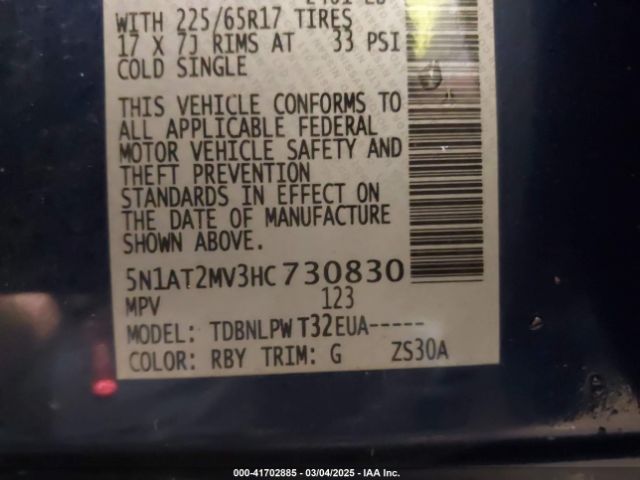 WITH 225/65R17 TIRES
17 X 7J RIMS AT 33 PSI
COLD SINGLE
THIS VEHICLE CONFORMS TO
ALL APPLICABLE FEDERAL
MOTOR VEHICLE SAFETY AND
THEFT PREVENTION
STANDARDS IN EFFECT ON
THE DATE OF MANUFACTURE
SHOWN ABOVE.
5N1AT2MV3HC730830
MPV 123
MODEL: TDBNLPW T32EUA-----
COLOR: RBY TRIM: G ZS30A
000-41702885 - 03/04/2025 - IAA Inc.